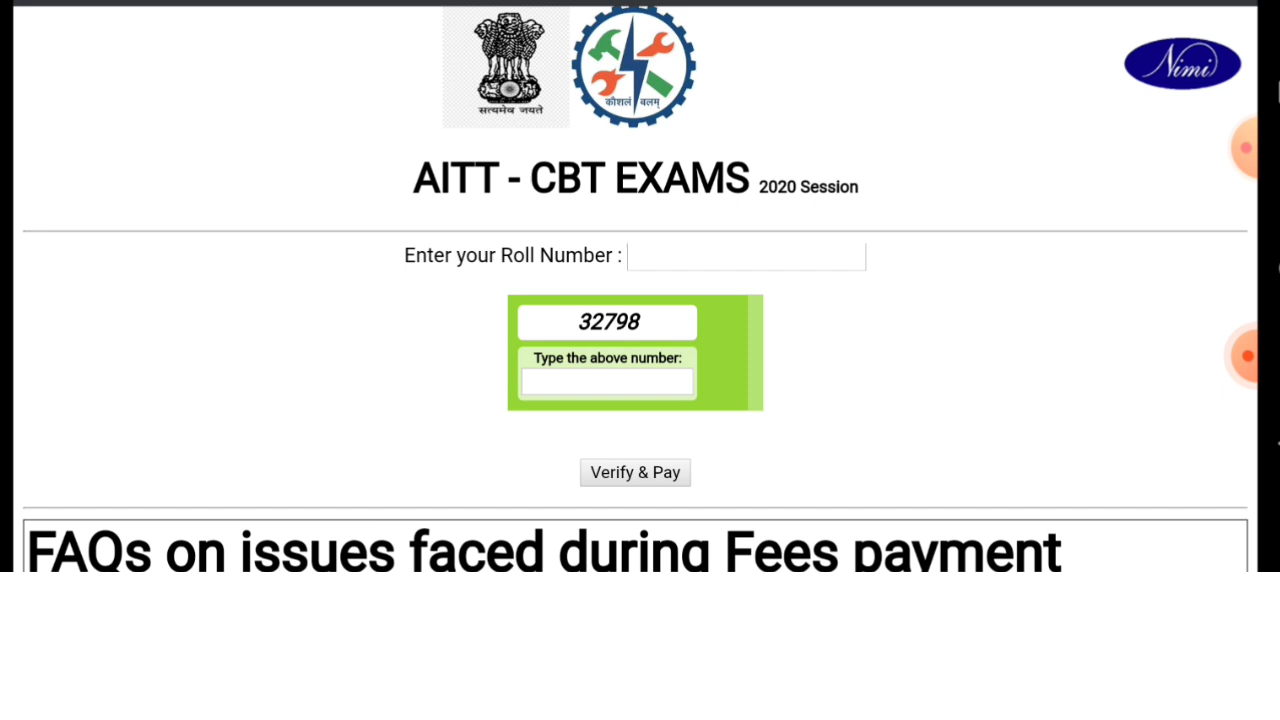 सत्यमेव जयते
कौशलं बलम्
Nimi
AITT - CBT EXAMS 2020 Session
Enter your Roll Number :
32798
Type the above number:
Verify & Pay
FAQs on issues faced during Fees payment